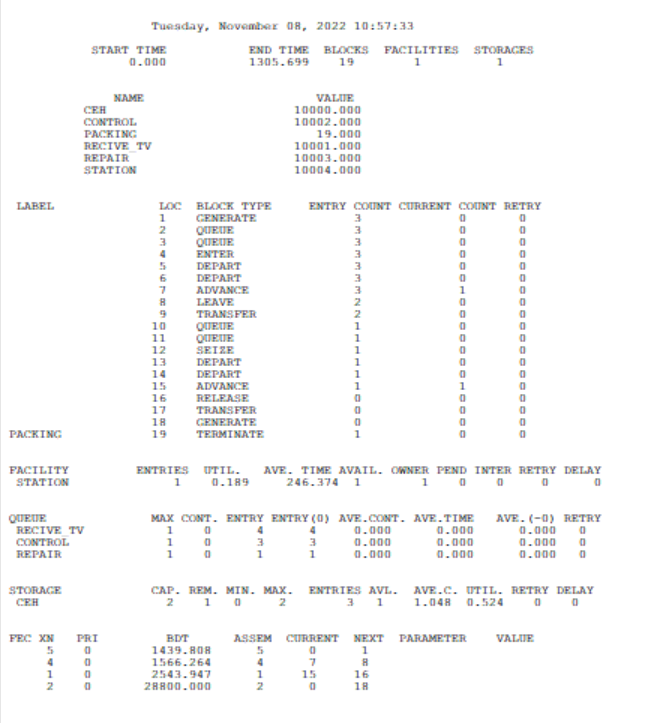 Tuesday, November 08, 2022 10:57:33
START TIME END TIME BLOCKS FACILITIES STORAGES
0.000 1305.699 19 1 1
NAME VALUE
CEH 10000.000
CONTROL 10002.000
PACKING 19.000
RECIVE_TV 10001.000
REPAIR 10003.000
STATION 10004.000
LABEL LOC BLOCK TYPE ENTRY COUNT CURRENT COUNT RETRY
1 GENERATE 3 0 0
2 QUEUE 3 0 0
3 QUEUE 3 0 0
4 ENTER 3 0 0
5 DEPART 3 0 0
6 DEPART 3 0 0
7 ADVANCE 3 1 0
8 LEAVE 2 0 0
9 TRANSFER 2 0 0
10 QUEUE 1 0 0
11 QUEUE 1 0 0
12 SEIZE 1 0 0
13 DEPART 1 0 0
14 DEPART 1 0 0
15 ADVANCE 1 1 0
16 RELEASE 0 0 0
17 TRANSFER 0 0 0
18 GENERATE 0 0 0
PACKING 19 TERMINATE 1 0 0
FACILITY ENTRIES UTIL. AVE. TIME AVAIL. OWNER PEND INTER RETRY DELAY
STATION 1 0.189 246.374 1 1 0 0 0 0
QUEUE MAX CONT. ENTRY ENTRY(0) AVE.CONT. AVE.TIME AVE.(-0) RETRY
RECIVE_TV 1 0 4 4 0.000 0.000 0.000 0
CONTROL 1 0 3 3 0.000 0.000 0.000 0
REPAIR 1 0 1 1 0.000 0.000 0.000 0
STORAGE CAP. REM. MIN. MAX. ENTRIES AVL. AVE.C. UTIL. RETRY DELAY
CEH 2 1 0 2 3 1 1.048 0.524 0 0
FEC XN PRI BDT ASSEM CURRENT NEXT PARAMETER VALUE
5 0 1439.808 5 0 1
4 0 1566.264 4 7 8
1 0 2543.947 1 15 16
2 0 28800.000 2 0 18